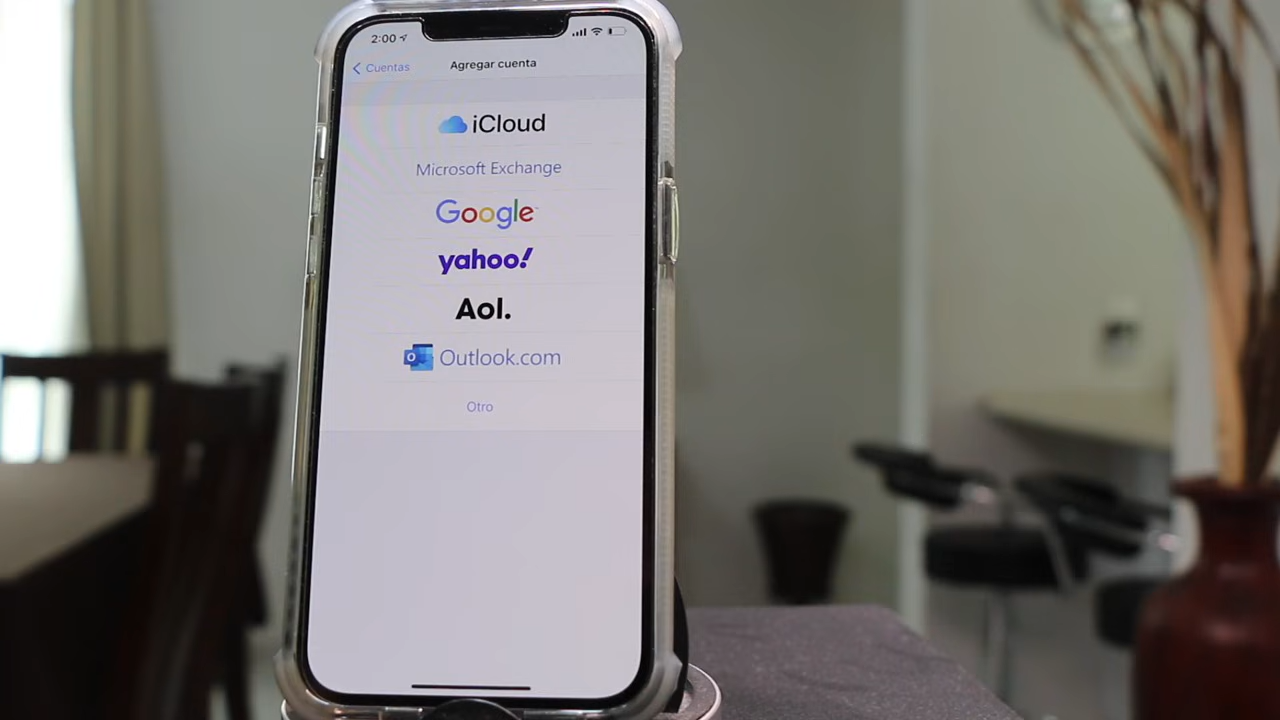 2:00
Cuentas
Agregar cuenta
iCloud
Microsoft Exchange
Google
yahoo!
Aol.
Outlook.com
Otro